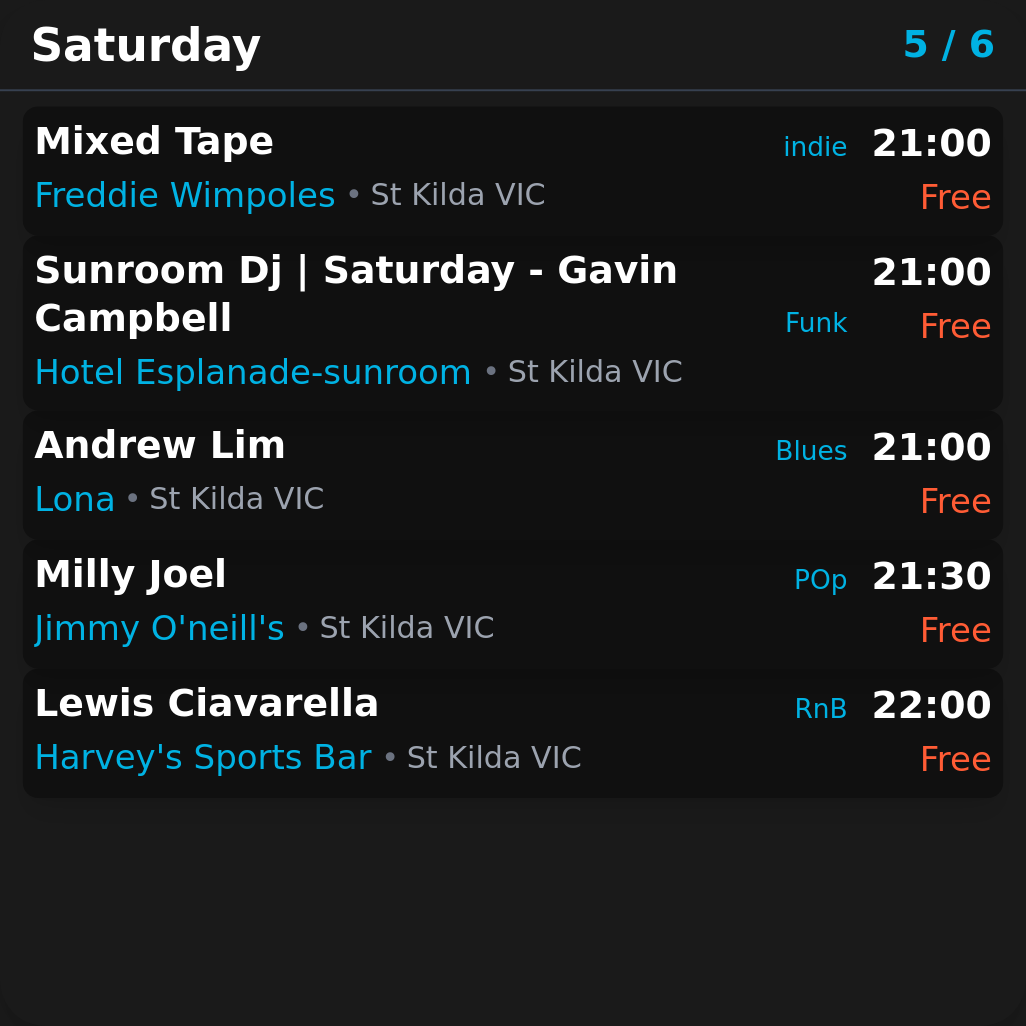 Saturday 5 / 6
Mixed Tape indie 21:00
Freddie Wimpoles • St Kilda VIC Free
Sunroom Dj | Saturday - Gavin 21:00
Campbell Funk Free
Hotel Esplanade-sunroom • St Kilda VIC
Andrew Lim Blues 21:00
Lona • St Kilda VIC Free
Milly Joel POp 21:30
Jimmy O'neill's • St Kilda VIC Free
Lewis Ciavarella RnB 22:00
Harvey's Sports Bar • St Kilda VIC Free